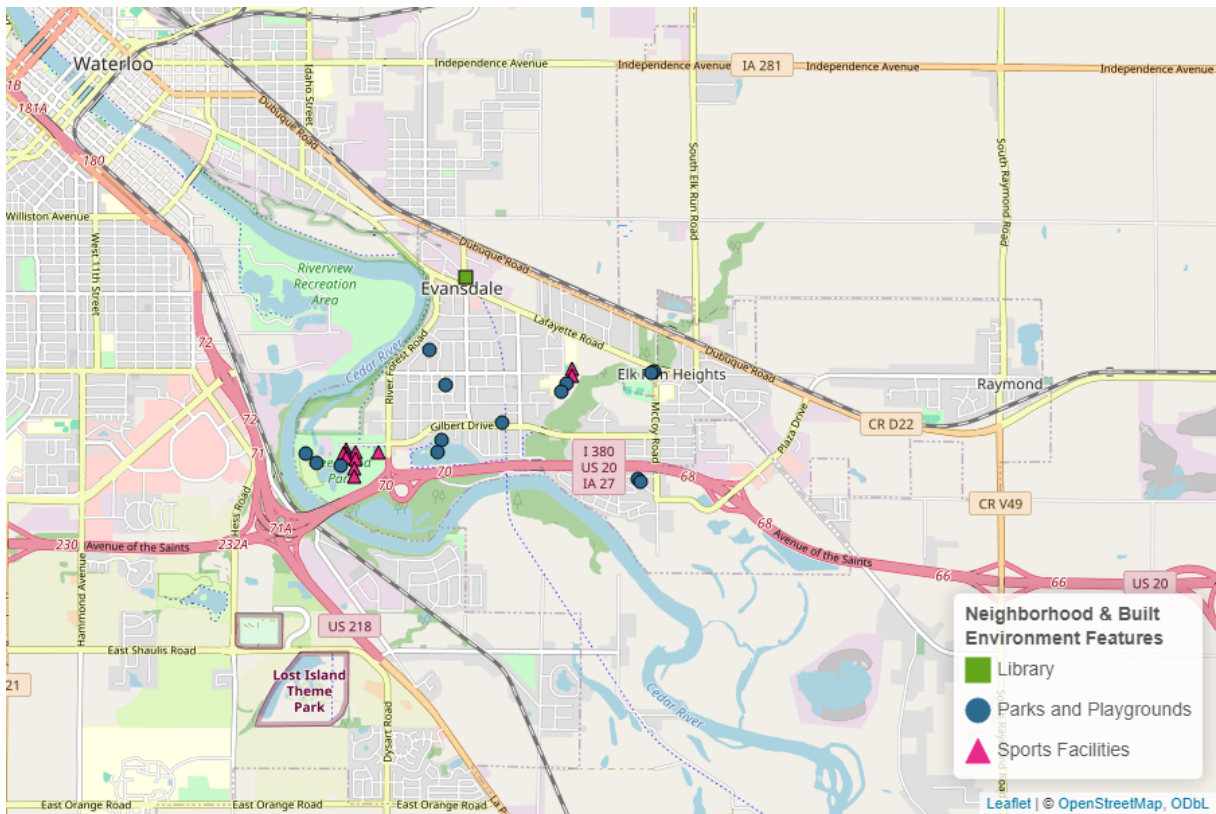 Waterloo
1B
181A
180
Idaho Street
Dubuque Road
Independence Avenue
Independence Avenue
IA 281
Independence Avenue
Independence Avenue
South Elk Run Road
South Raymond Road
Williston Avenue
West 11th Street
Riverview
Recreation
Area
Dubuque Road
Evansdale
Lafayette Road
Cedar River
River Forest Road
72
Dubuque Road
Elk Run Heights
Raymond
72
71
Gilbert Drive
McCoy Road
Plaza Drive
CR D22
I 380
US 20
IA 27
70
70
68
68
CR V49
Hess Road
71A
230
Avenue of the Saints
232A
Avenue of the Saints
66
66
US 20
Hammond Avenue
US 218
East Shaulis Road
21
Lost Island
Theme
Park
Dysart Road
Cedar River
East Orange Road
East Orange Road
East Orange Road
Neighborhood & Built
Environment Features
Library
Parks and Playgrounds
Sports Facilities
Leaflet | © OpenStreetMap, ODbL